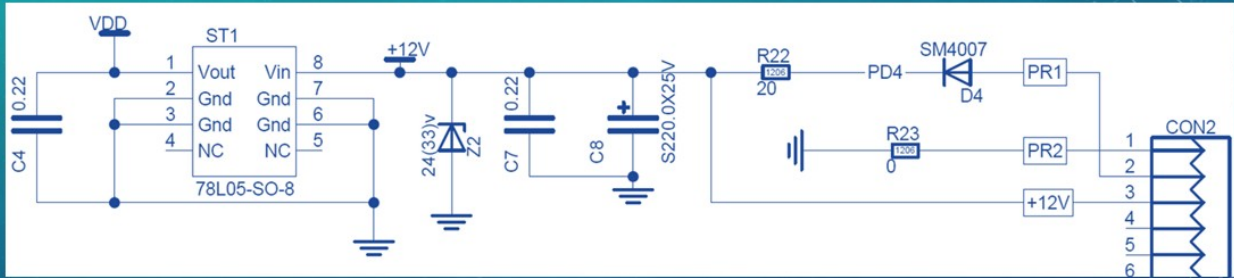 VDD
ST1
1 Vout Vin 8
2 Gnd Gnd 7
3 Gnd Gnd 6
4 NC NC 5
78L05-SO-8
C4 0.22
+12V
24(33)v Z2
C7 0.22
C8 + S220.0X25V
R22
1206
20
PD4
SM4007
D4
PR1
R23
1206
0
PR2
+12V
CON2
1
2
3
4
5
6